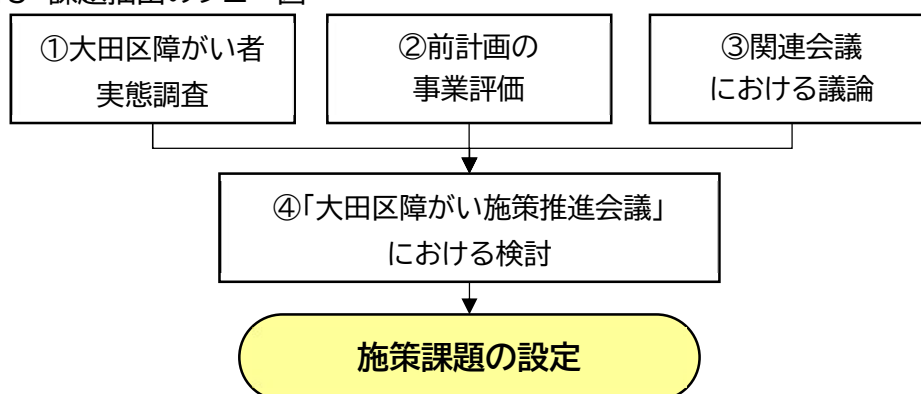 ①大田区障がい者
実態調査
②前計画の
事業評価
③関連会議
における議論
④「大田区障がい施策推進会議」
における検討
施策課題の設定